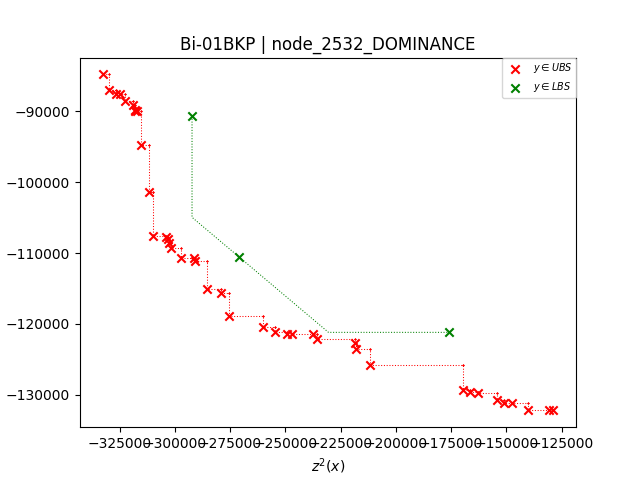 Bi-01BKP | node_2532_DOMINANCE
y ∈ UBS
y ∈ LBS
−90000
−100000
−110000
−120000
−130000
−325000 −300000 −275000 −250000 −225000 −200000 −175000 −150000 −125000
z²(x)